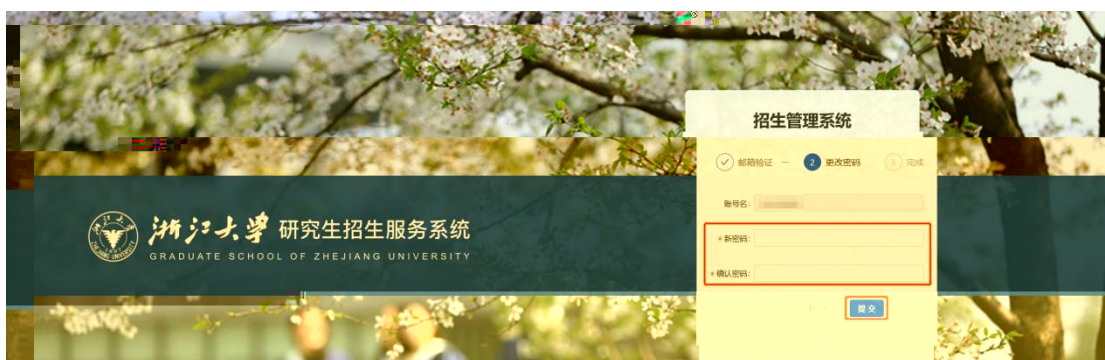 招生管理系统
邮箱验证 — 2 更改密码 3 完成
账号名:
* 新密码:
* 确认密码:
提交
浙江大学 研究生招生服务系统
GRADUATE SCHOOL OF ZHEJIANG UNIVERSITY